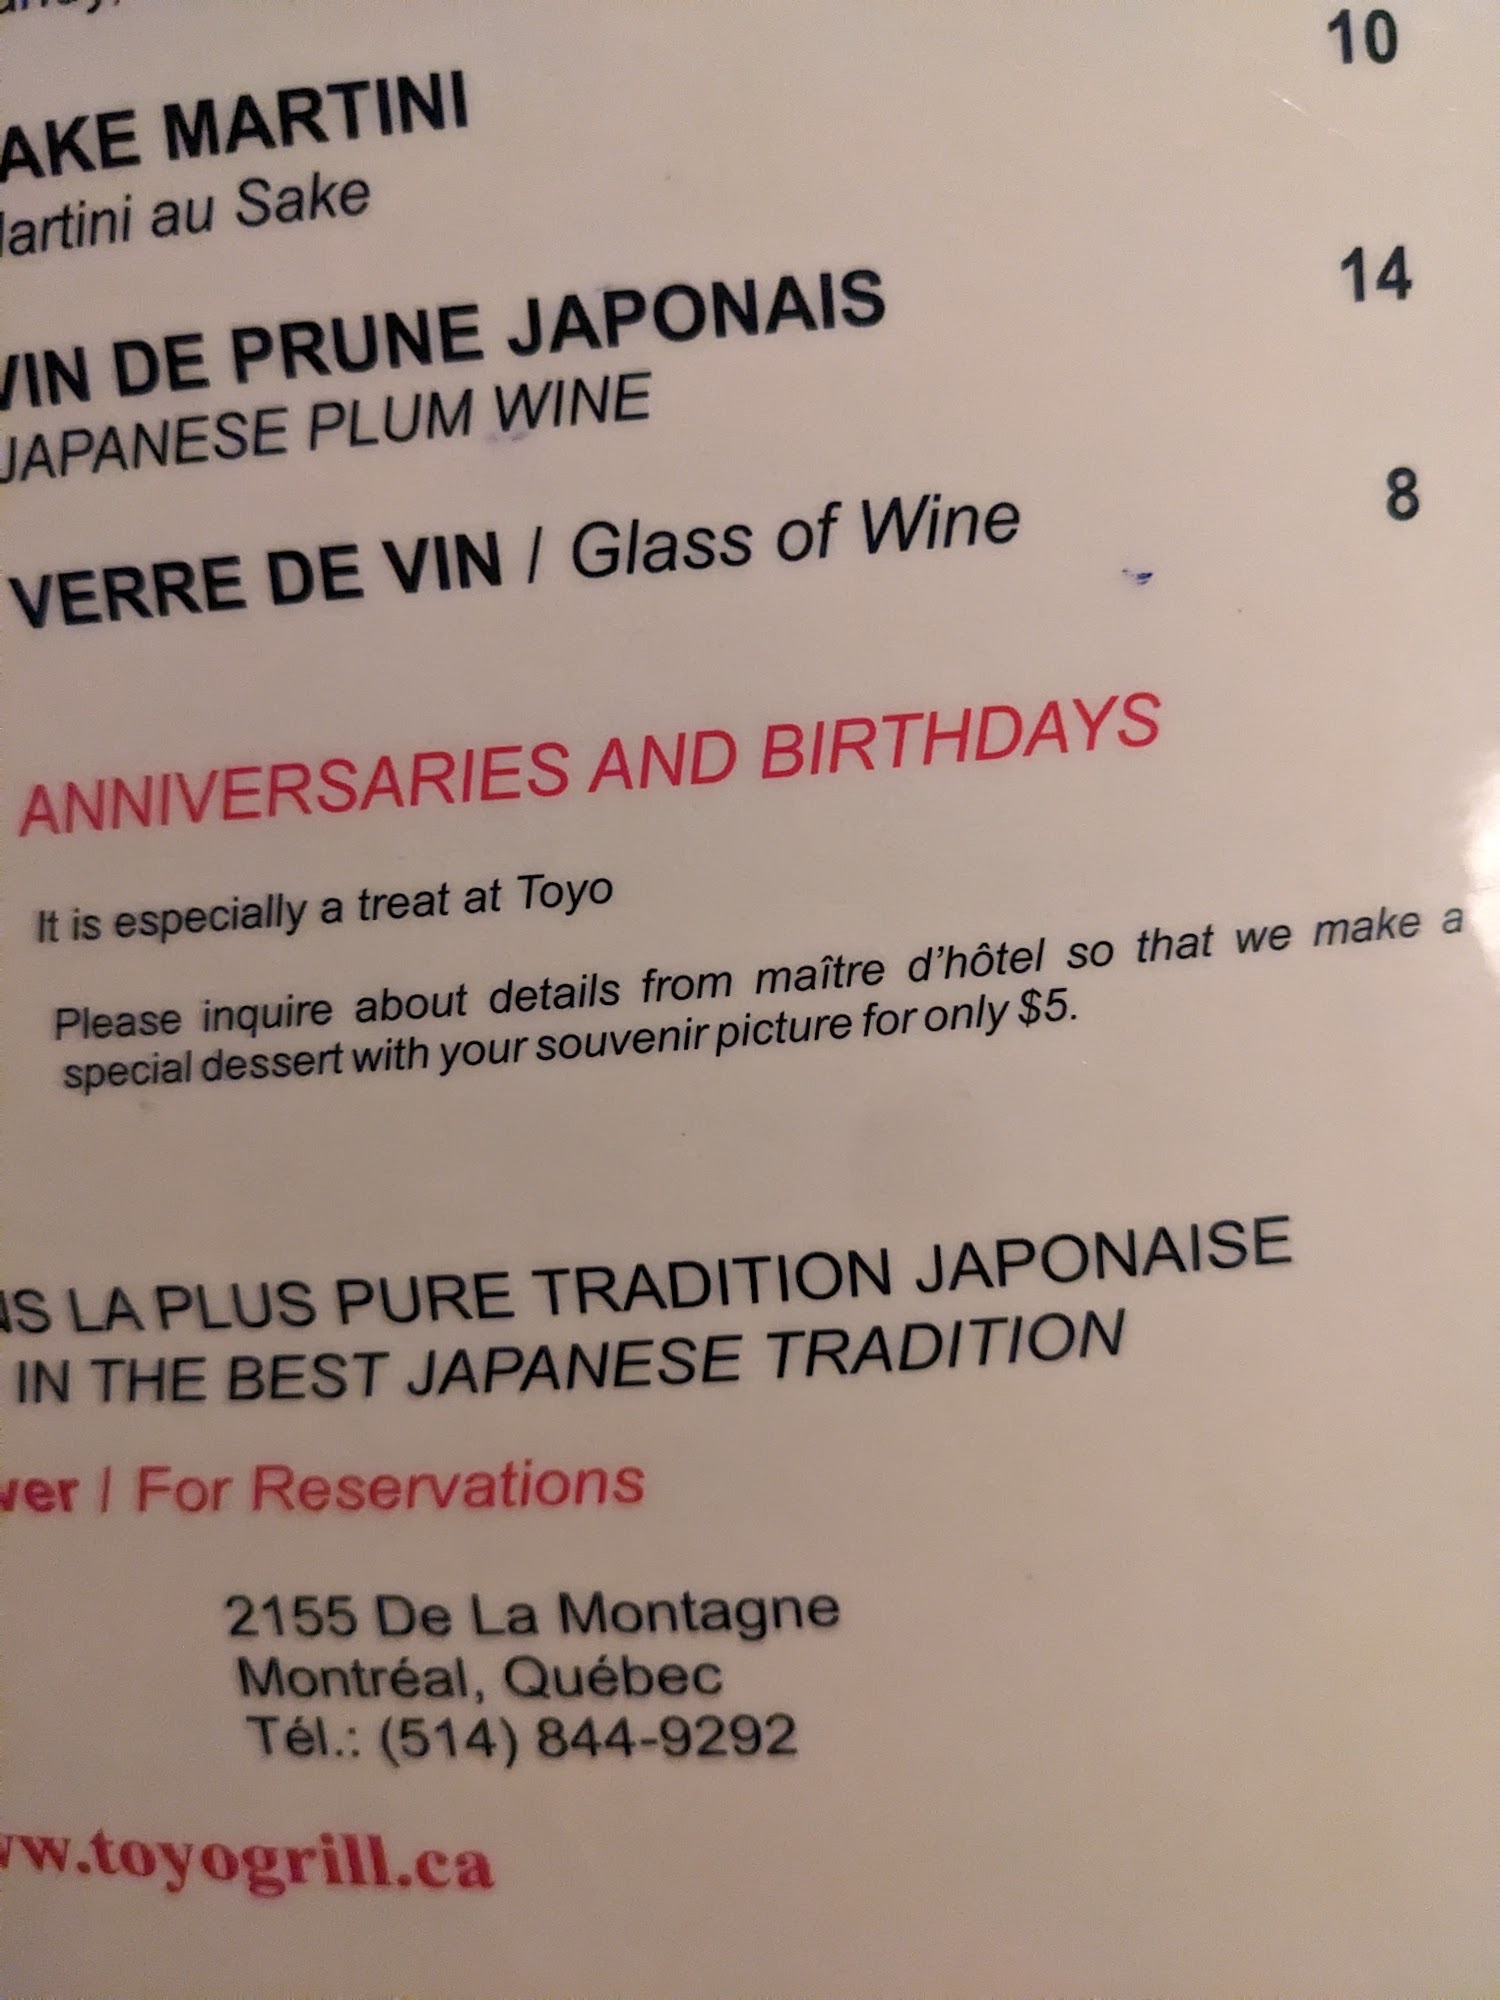 10
AKE MARTINI
artini au Sake
14
VIN DE PRUNE JAPONAIS
JAPANESE PLUM WINE
8
VERRE DE VIN / Glass of Wine
ANNIVERSARIES AND BIRTHDAYS
It is especially a treat at Toyo
Please inquire about details from maître d'hôtel so that we make a
special dessert with your souvenir picture for only $5.
NS LA PLUS PURE TRADITION JAPONAISE
IN THE BEST JAPANESE TRADITION
ver / For Reservations
2155 De La Montagne
Montréal, Québec
Tél.: (514) 844-9292
w.toyogrill.ca